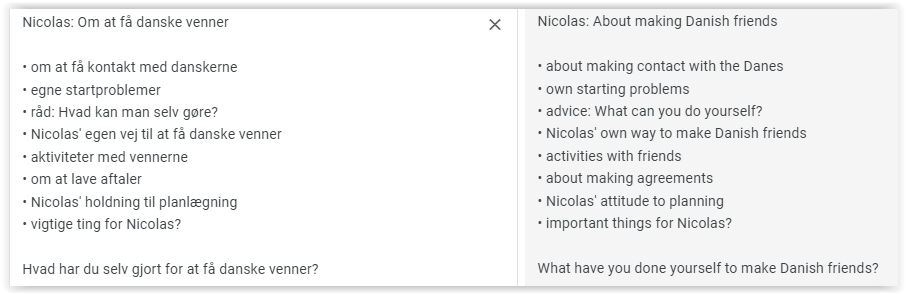 Nicolas: Om at få danske venner
• om at få kontakt med danskerne
• egne startproblemer
• råd: Hvad kan man selv gøre?
• Nicolas' egen vej til at få danske venner
• aktiviteter med vennerne
• om at lave aftaler
• Nicolas' holdning til planlægning
• vigtige ting for Nicolas?
Hvad har du selv gjort for at få danske venner?
Nicolas: About making Danish friends
• about making contact with the Danes
• own starting problems
• advice: What can you do yourself?
• Nicolas' own way to make Danish friends
• activities with friends
• about making agreements
• Nicolas' attitude to planning
• important things for Nicolas?
What have you done yourself to make Danish friends?